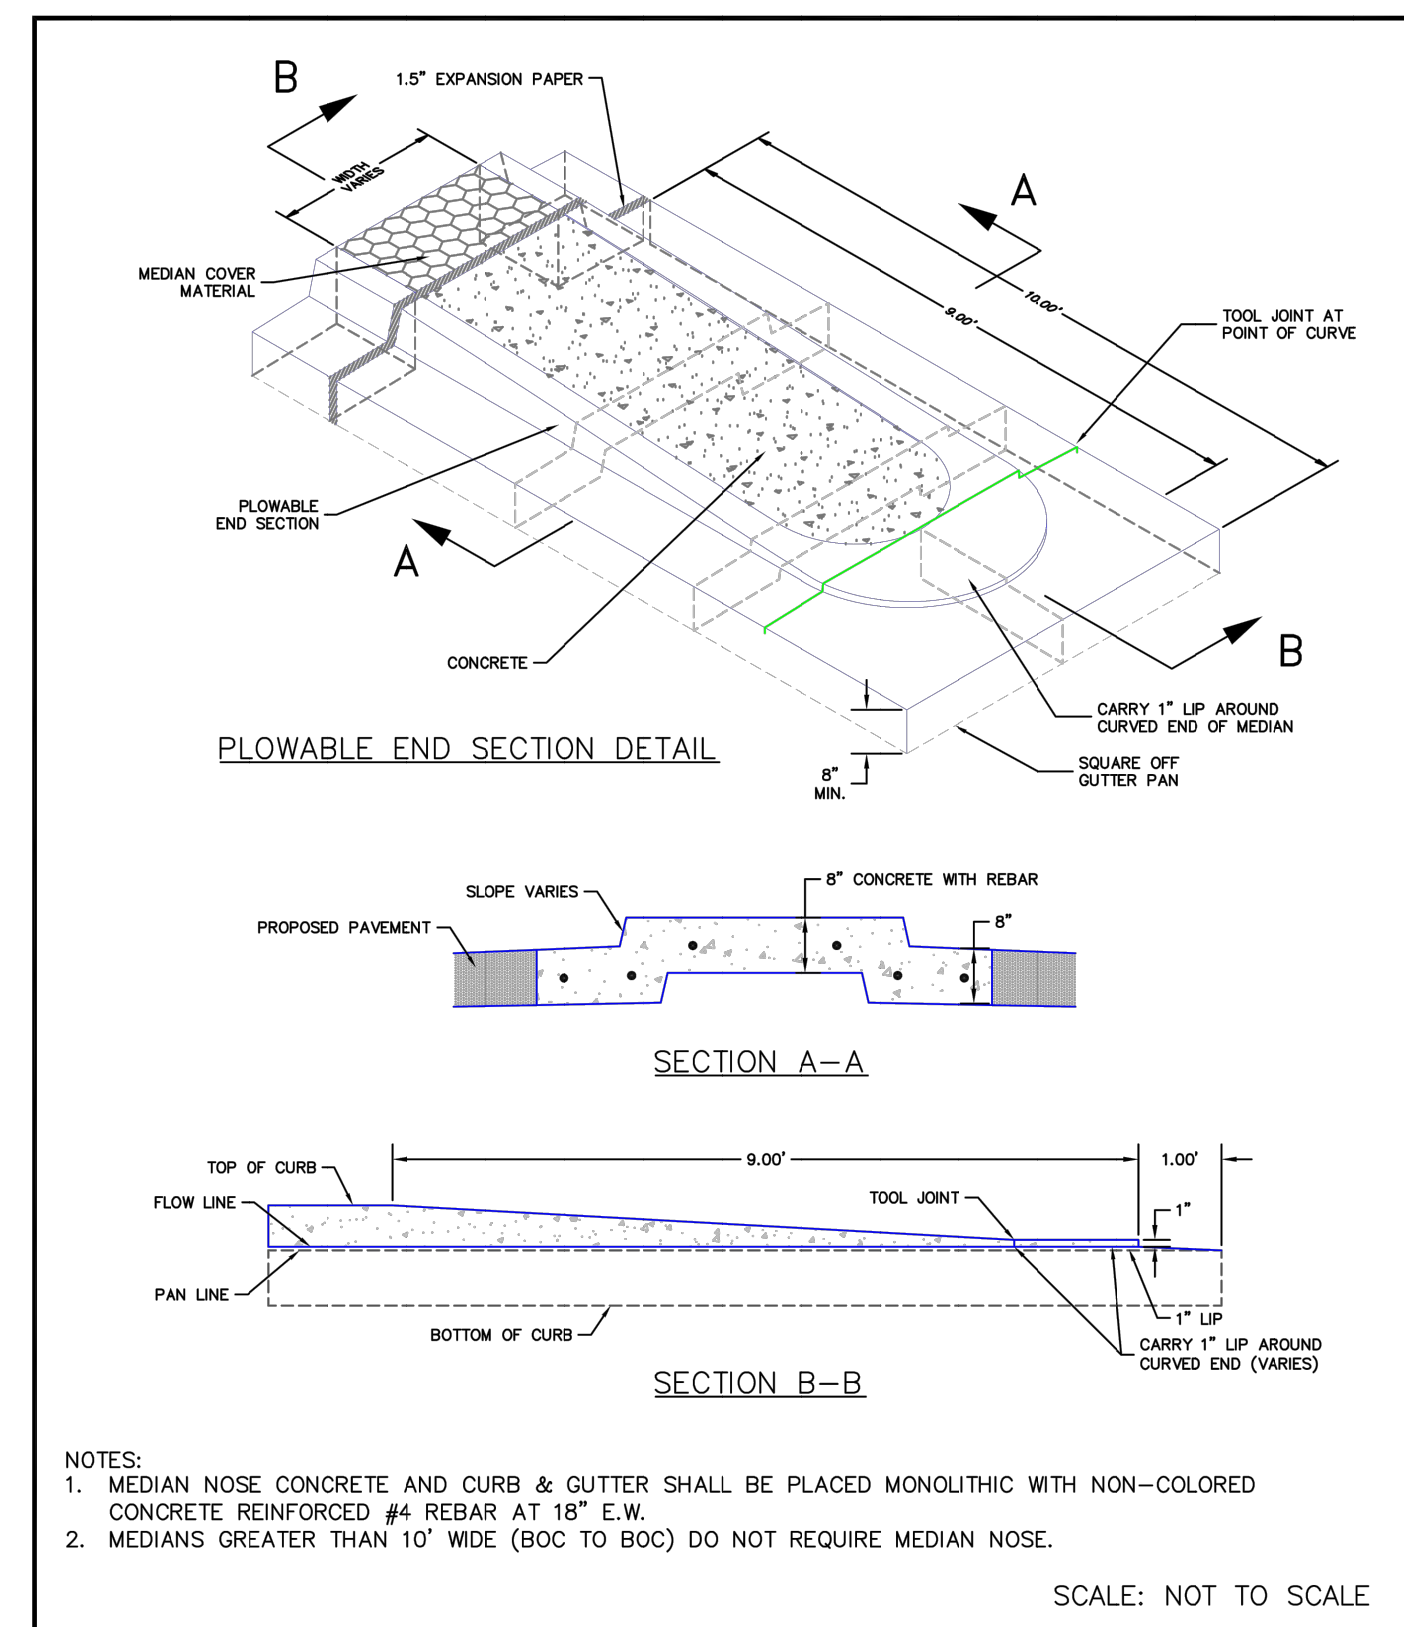 B
1.5" EXPANSION PAPER
WIDTH
VARIES
A
MEDIAN COVER
MATERIAL
10.00'
9.00'
TOOL JOINT AT
POINT OF CURVE
PLOWABLE
END SECTION
A
CONCRETE
B
CARRY 1" LIP AROUND
CURVED END OF MEDIAN
PLOWABLE END SECTION DETAIL
SQUARE OFF
GUTTER PAN
8"
MIN.
SLOPE VARIES
8" CONCRETE WITH REBAR
PROPOSED PAVEMENT
8"
SECTION A-A
TOP OF CURB
9.00'
1.00'
FLOW LINE
TOOL JOINT
1"
PAN LINE
1" LIP
BOTTOM OF CURB
CARRY 1" LIP AROUND
CURVED END (VARIES)
SECTION B-B
NOTES:
1. MEDIAN NOSE CONCRETE AND CURB & GUTTER SHALL BE PLACED MONOLITHIC WITH NON-COLORED
CONCRETE REINFORCED #4 REBAR AT 18" E.W.
2. MEDIANS GREATER THAN 10' WIDE (BOC TO BOC) DO NOT REQUIRE MEDIAN NOSE.
SCALE: NOT TO SCALE